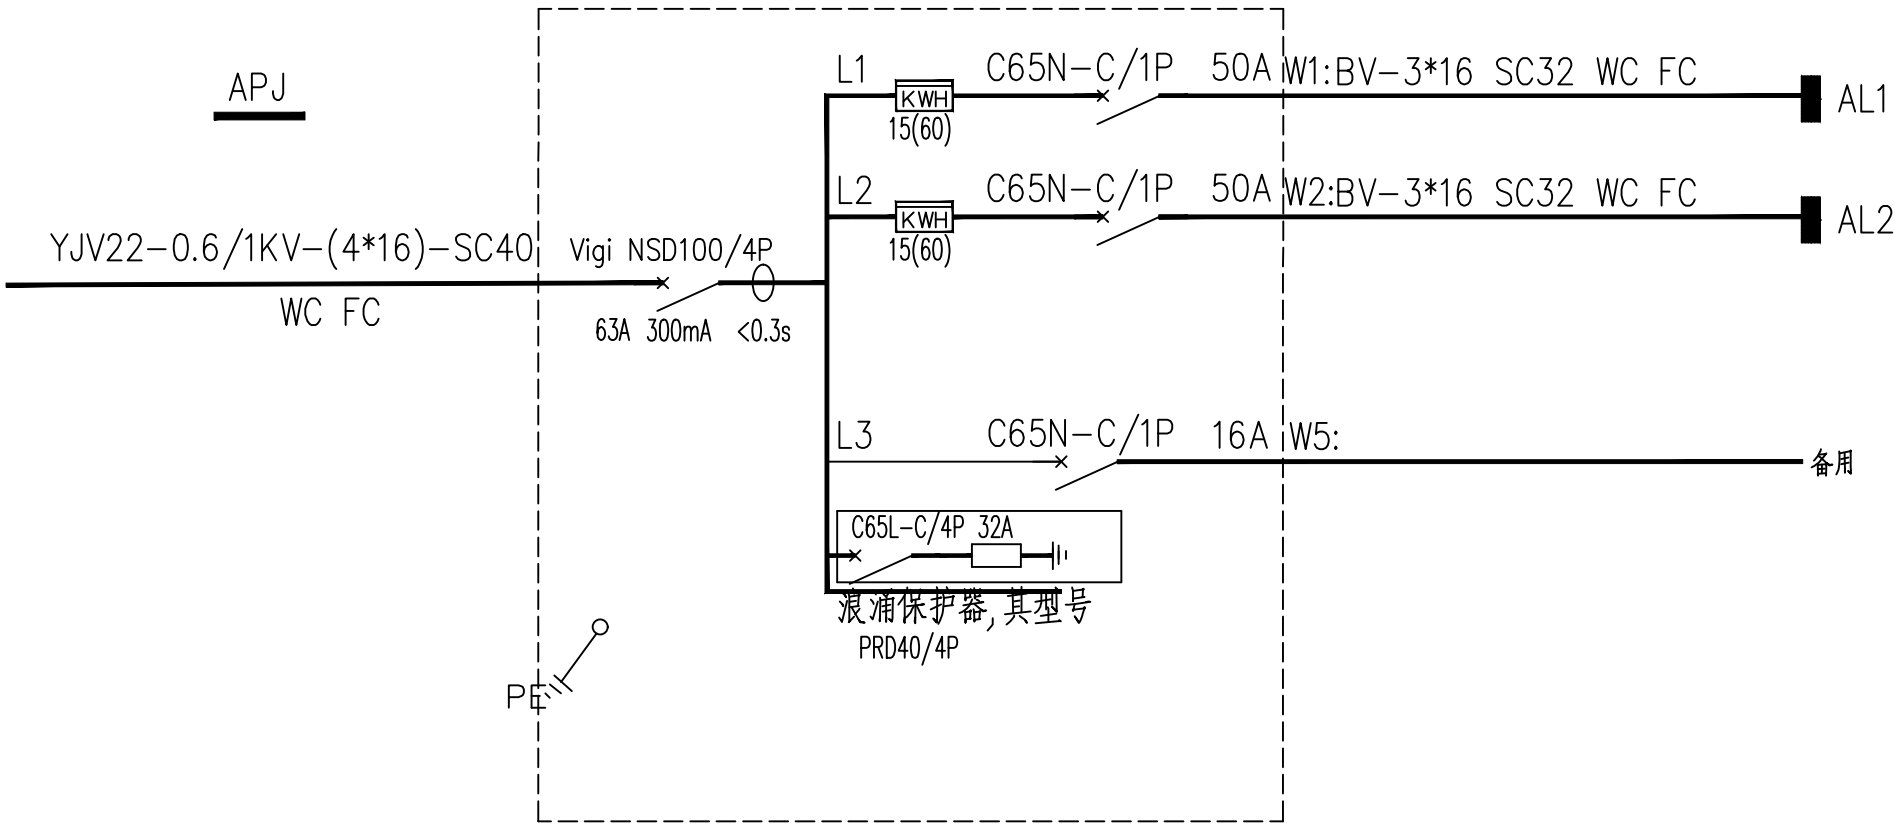 APJ
YJV22-0.6/1KV-(4*16)-SC40
WC FC
Vigi NSD100/4P
63A 300mA <0.3s
L1
KWH
15(60)
C65N-C/1P 50A
W1:BV-3*16 SC32 WC FC
AL1
L2
KWH
15(60)
C65N-C/1P 50A
W2:BV-3*16 SC32 WC FC
AL2
L3
C65N-C/1P 16A
W5:
备用
C65L-C/4P 32A
浪涌保护器,其型号
PRD40/4P
PE